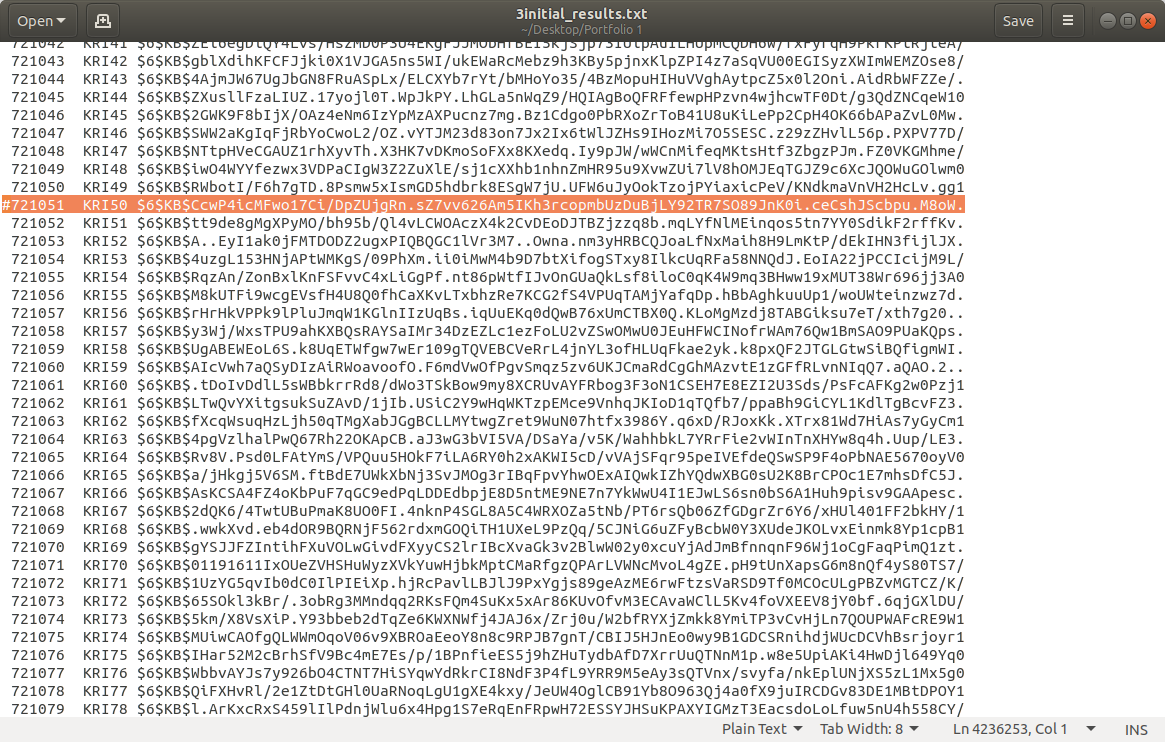 Open
3initial_results.txt
~/Desktop/Portfolio 1
Save
721043 KRI42 $6$KB$gblXdihKFCFJjki0X1VJGA5ns5WI/ukEWaRcMebz9h3KBy5pjnxKlpZPI4z7aSqVU00EGISyzXWImWEMZOse8/
721044 KRI43 $6$KB$4AjmJW67UgJbGN8FRuASpLx/ELCXYb7rYt/bMHoYo35/4BzMopuHIHuVVghAytpcZ5x0l2Oni.AidRbWFZZe/.
721045 KRI44 $6$KB$ZXusllFzaLIUZ.17yojl0T.WpJkPY.LhGLa5nWqZ9/HQIAgBoQFRFfewpHPzvn4wjhcwTF0Dt/g3QdZNCqeW10
721046 KRI45 $6$KB$2GWK9F8bIjX/OAz4eNm6IzYpMzAXPucnz7mg.Bz1Cdgo0PbRXoZrToB41U8uKiLePp2CpH4OK66bAPaZvL0Mw.
721047 KRI46 $6$KB$SWW2aKgIqFjRbYoCwoL2/OZ.vYTJM23d83on7Jx2Ix6tWlJZHs9IHozMi7O5SESC.z29zZHvlL56p.PXPV77D/
721048 KRI47 $6$KB$NTtpHVeCGAUZ1rhXyvTh.X3HK7vDKmoSoFXx8KXedq.Iy9pJW/wWCnMifeqMKtsHtf3ZbgzPJm.FZ0VKGMhme/
721049 KRI48 $6$KB$iwO4WYYfezwx3VDPaCIgW3Z2ZuXlE/sj1cXXhb1nhnZmHR95u9XvwZUi7lV8hOMJEqTGJZ9c6XcJQOWuGOlwm0
721050 KRI49 $6$KB$RWbotI/F6h7gTD.8Psmw5xIsmGD5hdbrk8ESgW7jU.UFW6uJyOokTzojPYiaxicPeV/KNdkmaVnVH2HcLv.gg1
#721051 KRI50 $6$KB$CcwP4icMFwo17Ci/DpZUjgRn.sZ7vv626Am5IKh3rcopmbUzDuBjLY92TR7SO89JnK0i.ceCshJScbpu.M8oW.
721052 KRI51 $6$KB$tt9de8gMgXPyMO/bh95b/Ql4vLCWOAczX4k2CvDEoDJTBZjzzq8b.mqLYfNlMEinqos5tn7YY0SdikF2rffKv.
721053 KRI52 $6$KB$A..EyI1ak0jFMTDODZ2ugxPIQBQGC1lVr3M7..Owna.nm3yHRBCQJoaLfNxMaih8H9LmKtP/dEkIHN3fijlJX.
721054 KRI53 $6$KB$4uzgL153HNjAPtWMKgS/09PhXm.ii0iMwM4b9D7btXifogSTxy8IlkcUqRFa58NNQdJ.EoIA22jPCCIcijM9L/
721055 KRI54 $6$KB$RqzAn/ZonBxlKnFSFvvC4xLiGgPf.nt86pWtfIJvOnGUaQkLsf8iloC0qK4W9mq3BHww19xMUT38Wr696jj3A0
721056 KRI55 $6$KB$M8kUTFi9wcgEVsfH4U8Q0fhCaXKvLTxbhzRe7KCG2fS4VPUqTAMjYafqDp.hBbAghkuuUp1/woUWteinzwz7d.
721057 KRI56 $6$KB$rHrHkVPPk9lPluJmqW1KGlnIIzUqBs.iqUuEKq0dQwB76xUmCTBX0Q.KLoMgMzdj8TABGiksu7eT/xth7g20..
721058 KRI57 $6$KB$y3Wj/WxsTPU9ahKXBQsRAYSaIMr34DzEZLc1ezFoLU2vZSwOMwU0JEuHFWCINofrWAm76Qw1BmSAO9PUaKQps.
721059 KRI58 $6$KB$UgABEWEoL6S.k8UqETWfgw7wEr109gTQVEBCVeRrL4jnYL3ofHLUqFkae2yk.k8pxQF2JTGLGtwSiBQfigmWI.
721060 KRI59 $6$KB$AIcVwh7aQSyDIzAiRWoavoofO.F6mdVwOfPgvSmqz5zv6UKJCmaRdCgGhMAzvtE1zGFfRLvnNIqQ7.aQAO.2..
721061 KRI60 $6$KB$.tDoIvDdlL5sWBbkrrRd8/dWo3TSkBow9my8XCRUvAYFRbog3F3oN1CSEH7E8EZI2U3Sds/PsFcAFKg2w0Pzj1
721062 KRI61 $6$KB$LTwQvYXitgsukSuZAvD/1jIb.USiC2Y9wHqWKTzpEMce9VnhqJKIoD1qTQfb7/ppaBh9GiCYL1KdlTgBcvFZ3.
721063 KRI62 $6$KB$fXcqWsuqHzLjh50qTMgXabJGgBCLLMYtwgZret9WuN07htfx3986Y.q6xD/RJoxKk.XTrx81Wd7HiAs7yGyCm1
721064 KRI63 $6$KB$4pgVzlhalPwQ67Rh22OKApCB.aJ3wG3bVI5VA/DSaYa/v5K/WahhbkL7YRrFie2vWInTnXHYw8q4h.Uup/LE3.
721065 KRI64 $6$KB$Rv8V.Psd0LFAtYmS/VPQuu5HOkF7iLA6RY0h2xAKWI5cD/vVAjSFqr95peIVEfdeQSwSP9F4oPbNAE5670oyV0
721066 KRI65 $6$KB$a/jHkgj5V6SM.ftBdE7UWkXbNj3SvJMOg3rIBqFpvYhwOExAIQwkIZhYQdwXBG0sU2K8BrCPOc1E7mhsDfC5J.
721067 KRI66 $6$KB$AsKCSA4FZ4oKbPuF7qGC9edPqLDDEdbpjE8D5ntME9NE7n7YkWwU4I1EJwLS6sn0bS6A1Huh9pisv9GAApesc.
721068 KRI67 $6$KB$2dQK6/4TwtUBuPmaK8UO0FI.4nknP4SGL8A5C4WRXOZa5tNb/PT6rsQb06ZfGDgrZr6Y6/xHUl401FF2bkHY/1
721069 KRI68 $6$KB$.wwkXvd.eb4dOR9BQRNjF562rdxmGOQiTH1UXeL9PzQq/5CJNiG6uZFyBcbW0Y3XUdeJKOLvxEinmk8Yp1cpB1
721070 KRI69 $6$KB$gYSJJFZIntihFXuVOLwGivdFXyyCS2lrIBcXvaGk3v2BlwW02y0xcuYjAdJmBfnnqnF96Wj1oCgFaqPimQ1zt.
721071 KRI70 $6$KB$01191611IxOUeZVHSHuWyzXVkYuwHjbkMptCMaRfgzQPArLVWNcMvoL4gZE.pH9tUnXapsG6m8nQf4yS80TS7/
721072 KRI71 $6$KB$1UzYG5qvIb0dC0IlPIEiXp.hjRcPavlLBJlJ9PxYgjs89geAzME6rwFtzsVaRSD9Tf0MCOcULgPBZvMGTCZ/K/
721073 KRI72 $6$KB$65SOkl3kBr/.3obRg3MMndqq2RKsFQm4SuKx5xAr86KUvOfvM3ECAvaWClL5Kv4foVXEEV8jY0bf.6qjGXlDU/
721074 KRI73 $6$KB$5km/X8VsXiP.Y93bbeb2dTqZe6KWXNWfj4JAJ6x/Zrj0u/W2bfRYXjZmkk8YmiTP3vCvHjLn7QOUPWAFcRE9W1
721075 KRI74 $6$KB$MUiwCAOfgQLWWmOqoV06v9XBROaEeoY8n8c9RPJB7gnT/CBIJ5HJnEo0wy9B1GDCSRnihdjWUcDCVhBsrjoyr1
721076 KRI75 $6$KB$IHar52M2cBrhSfV9Bc4mE7Es/p/1BPnfieES5j9hZHuTydbAfD7XrrUuQTNnM1p.w8e5UpiAKi4HwDjl649Yq0
721077 KRI76 $6$KB$WbbvAYJs7y926bO4CTNT7HiSYqwYdRkrCI8NdF3P4fL9YRR9M5eAy3sQTVnx/svyfa/nkEplUNjXS5zL1Mx5g0
721078 KRI77 $6$KB$QiFXHvRl/2e1ZtDtGHl0UaRNoqLgU1gXE4kxy/JeUW4OglCB91Yb8O963Qj4a0fX9juIRCDGv83DE1MBtDPOY1
721079 KRI78 $6$KB$l.ArKxcRxS459lIlPdnjWlu6x4Hpg1S7eRqEnFRpwH72ESSYJHSuKPAXYIGMzT3EacsdoLoLfuw5nU4h558CY/
Plain Text
Tab Width: 8
Ln 4236253, Col 1
INS